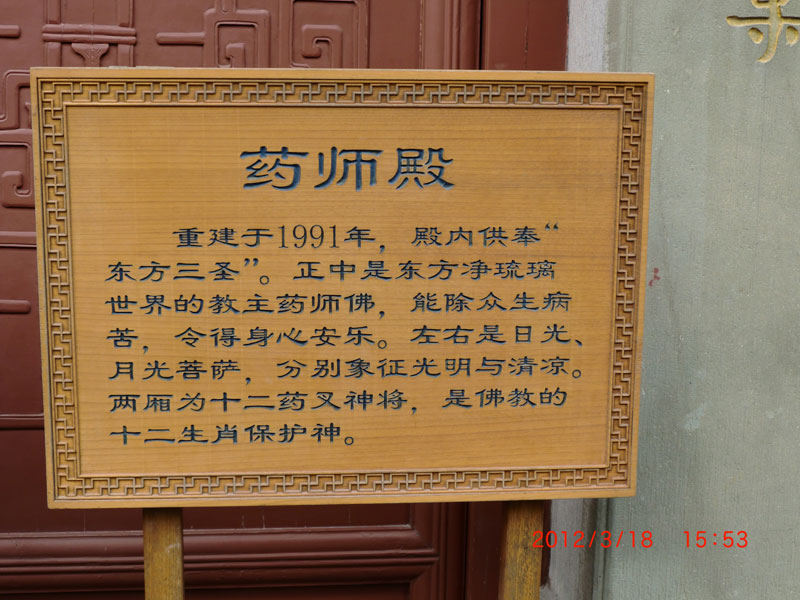 药师殿
重建于1991年，殿内供奉“
东方三圣”。正中是东方净琉璃
世界的教主药师佛，能除众生病
苦，令得身心安乐。左右是日光、
月光菩萨，分别象征光明与清凉。
两厢为十二药叉神将，是佛教的
十二生肖保护神。
2012/3/18 15:53